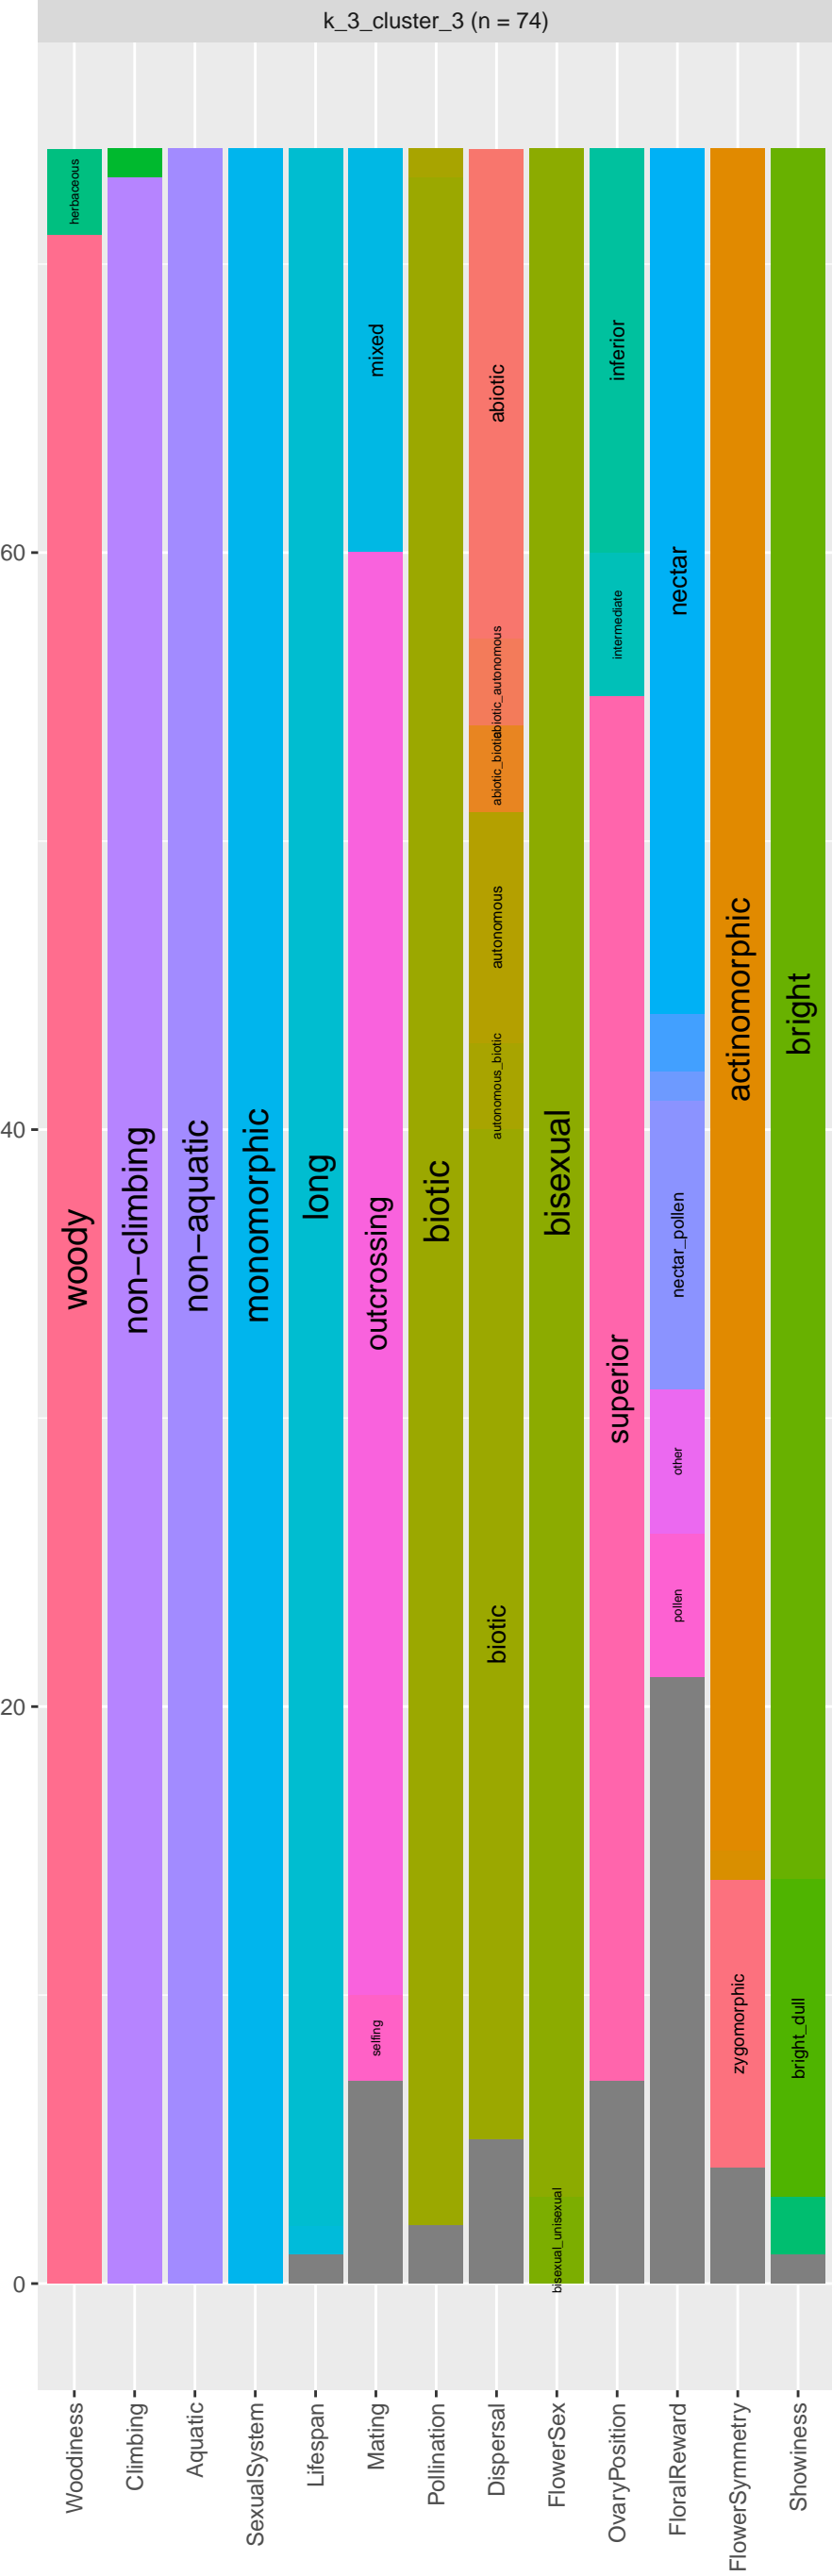 k_3_cluster_3 (n = 74)
herbaceous
woody
non−climbing
non−aquatic
monomorphic
long
mixed
outcrossing
selfing
biotic
abiotic
abiotic_autonomous
abiotic_biotic
autonomous
autonomous_biotic
biotic
bisexual
bisexual_unisexual
inferior
intermediate
superior
nectar
nectar_pollen
other
pollen
actinomorphic
zygomorphic
bright
bright_dull
60
40
20
0
Woodiness
Climbing
Aquatic
SexualSystem
Lifespan
Mating
Pollination
Dispersal
FlowerSex
OvaryPosition
FloralReward
FlowerSymmetry
Showiness